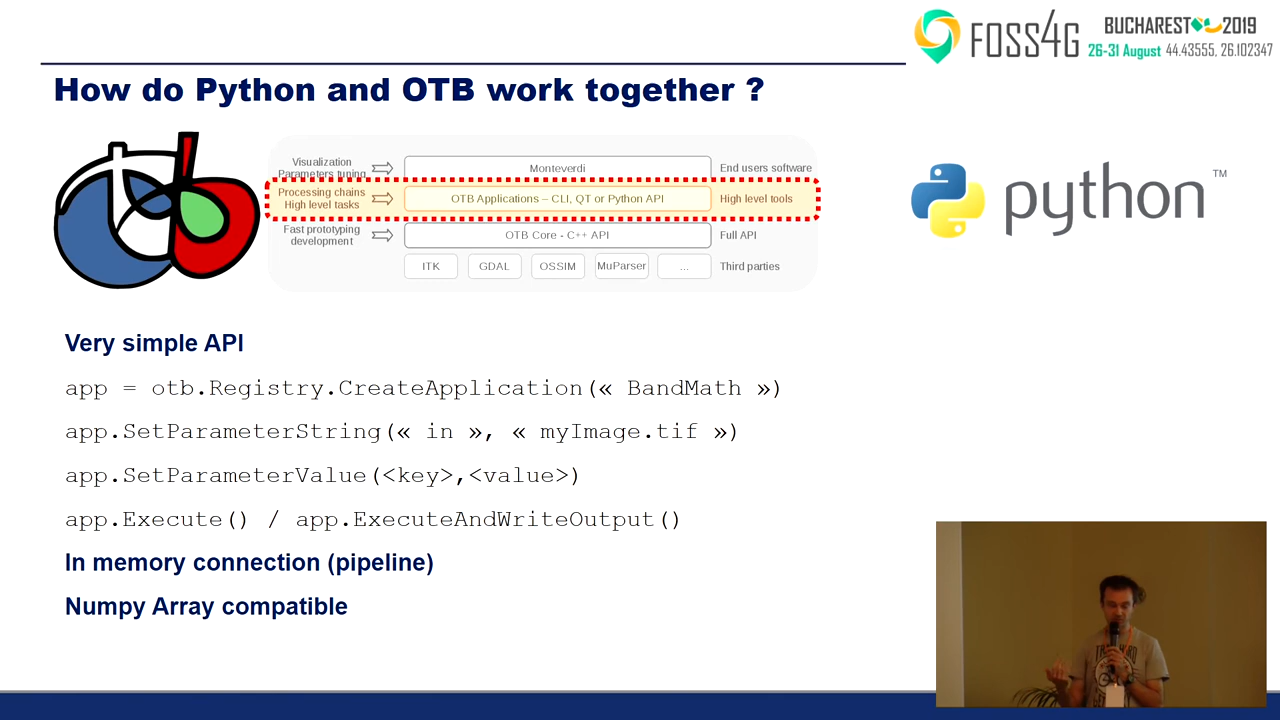 FOSS4G BUCHAREST 2019
26-31 August 44.43555, 26.102347
How do Python and OTB work together ?
Visualization
Parameters tuning
Monteverdi
End users software
Processing chains
High level tasks
OTB Applications – CLI, QT or Python API
High level tools
Fast prototyping
development
OTB Core - C++ API
Full API
ITK GDAL OSSIM MuParser ...
Third parties
python TM
Very simple API
app = otb.Registry.CreateApplication(« BandMath »)
app.SetParameterString(« in », « myImage.tif »)
app.SetParameterValue(<key>,<value>)
app.Execute() / app.ExecuteAndWriteOutput()
In memory connection (pipeline)
Numpy Array compatible